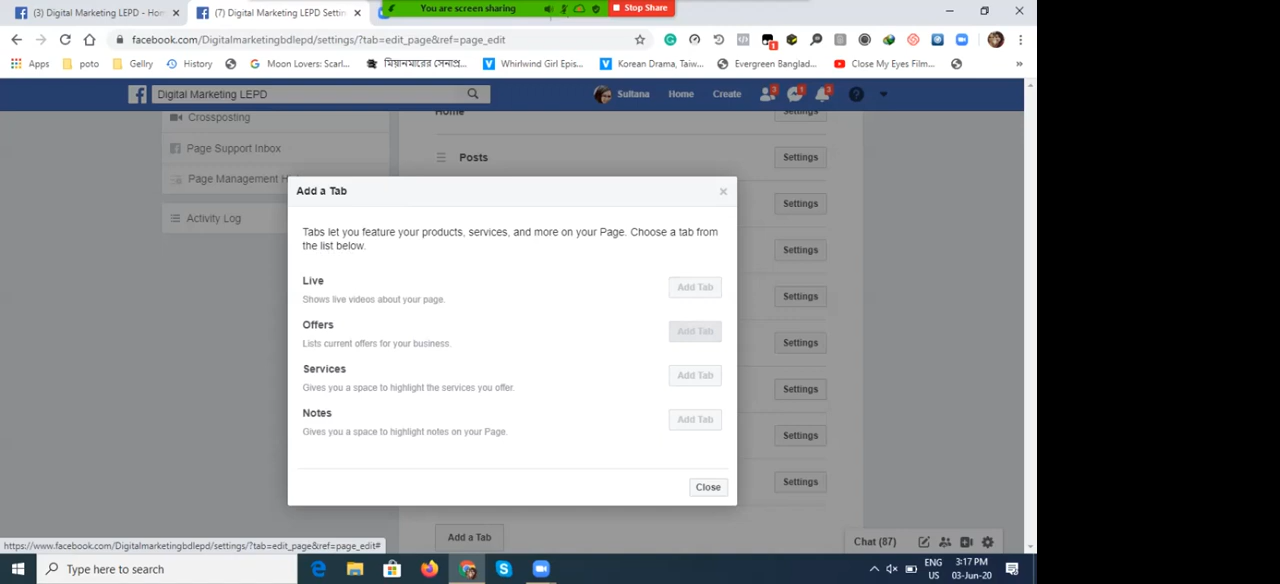 (3) Digital Marketing LEPD - Hom
(7) Digital Marketing LEPD Settin
You are screen sharing
Stop Share
facebook.com/Digitalmarketingbdlepd/settings/?tab=edit_page&ref=page_edit
Apps
poto
Gellry
History
Moon Lovers: Scarl...
মিয়ানমারের সেনাপ্র...
Whirlwind Girl Epis...
Korean Drama, Taiw...
Evergreen Banglad...
Close My Eyes Film...
»
Digital Marketing LEPD
Sultana
Home
Create
3
1
3
Crossposting
Home
Settings
Page Support Inbox
Posts
Settings
Page Management H
Settings
Activity Log
Settings
Settings
Settings
Settings
Settings
Settings
Add a Tab
Tabs let you feature your products, services, and more on your Page. Choose a tab from
the list below.
Live
Add Tab
Shows live videos about your page.
Offers
Add Tab
Lists current offers for your business.
Services
Add Tab
Gives you a space to highlight the services you offer.
Notes
Add Tab
Gives you a space to highlight notes on your Page.
Close
Add a Tab
Chat (87)
https://www.facebook.com/Digitalmarketingbdlepd/settings/?tab=edit_page&ref=page_edit#
Type here to search
ENG
US
3:17 PM
03-Jun-20